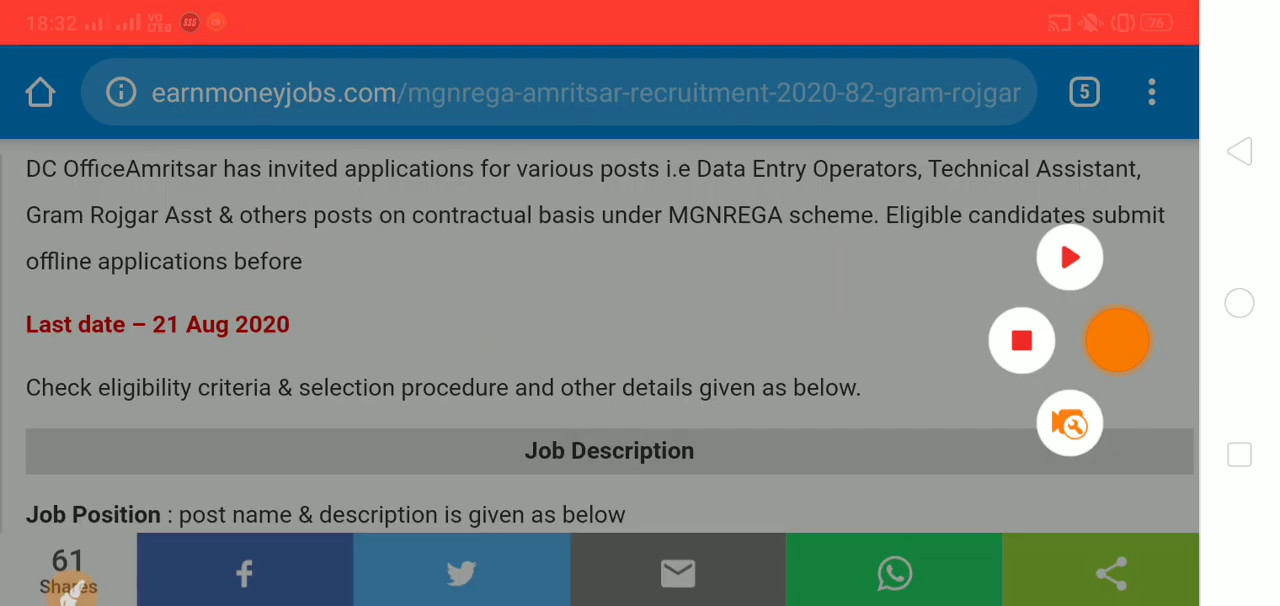 18:32 VO LTE 76
earnmoneyjobs.com/mgnrega-amritsar-recruitment-2020-82-gram-rojgar 5
DC OfficeAmritsar has invited applications for various posts i.e Data Entry Operators, Technical Assistant,
Gram Rojgar Asst & others posts on contractual basis under MGNREGA scheme. Eligible candidates submit
offline applications before
Last date – 21 Aug 2020
Check eligibility criteria & selection procedure and other details given as below.
Job Description
Job Position : post name & description is given as below
61
Shares